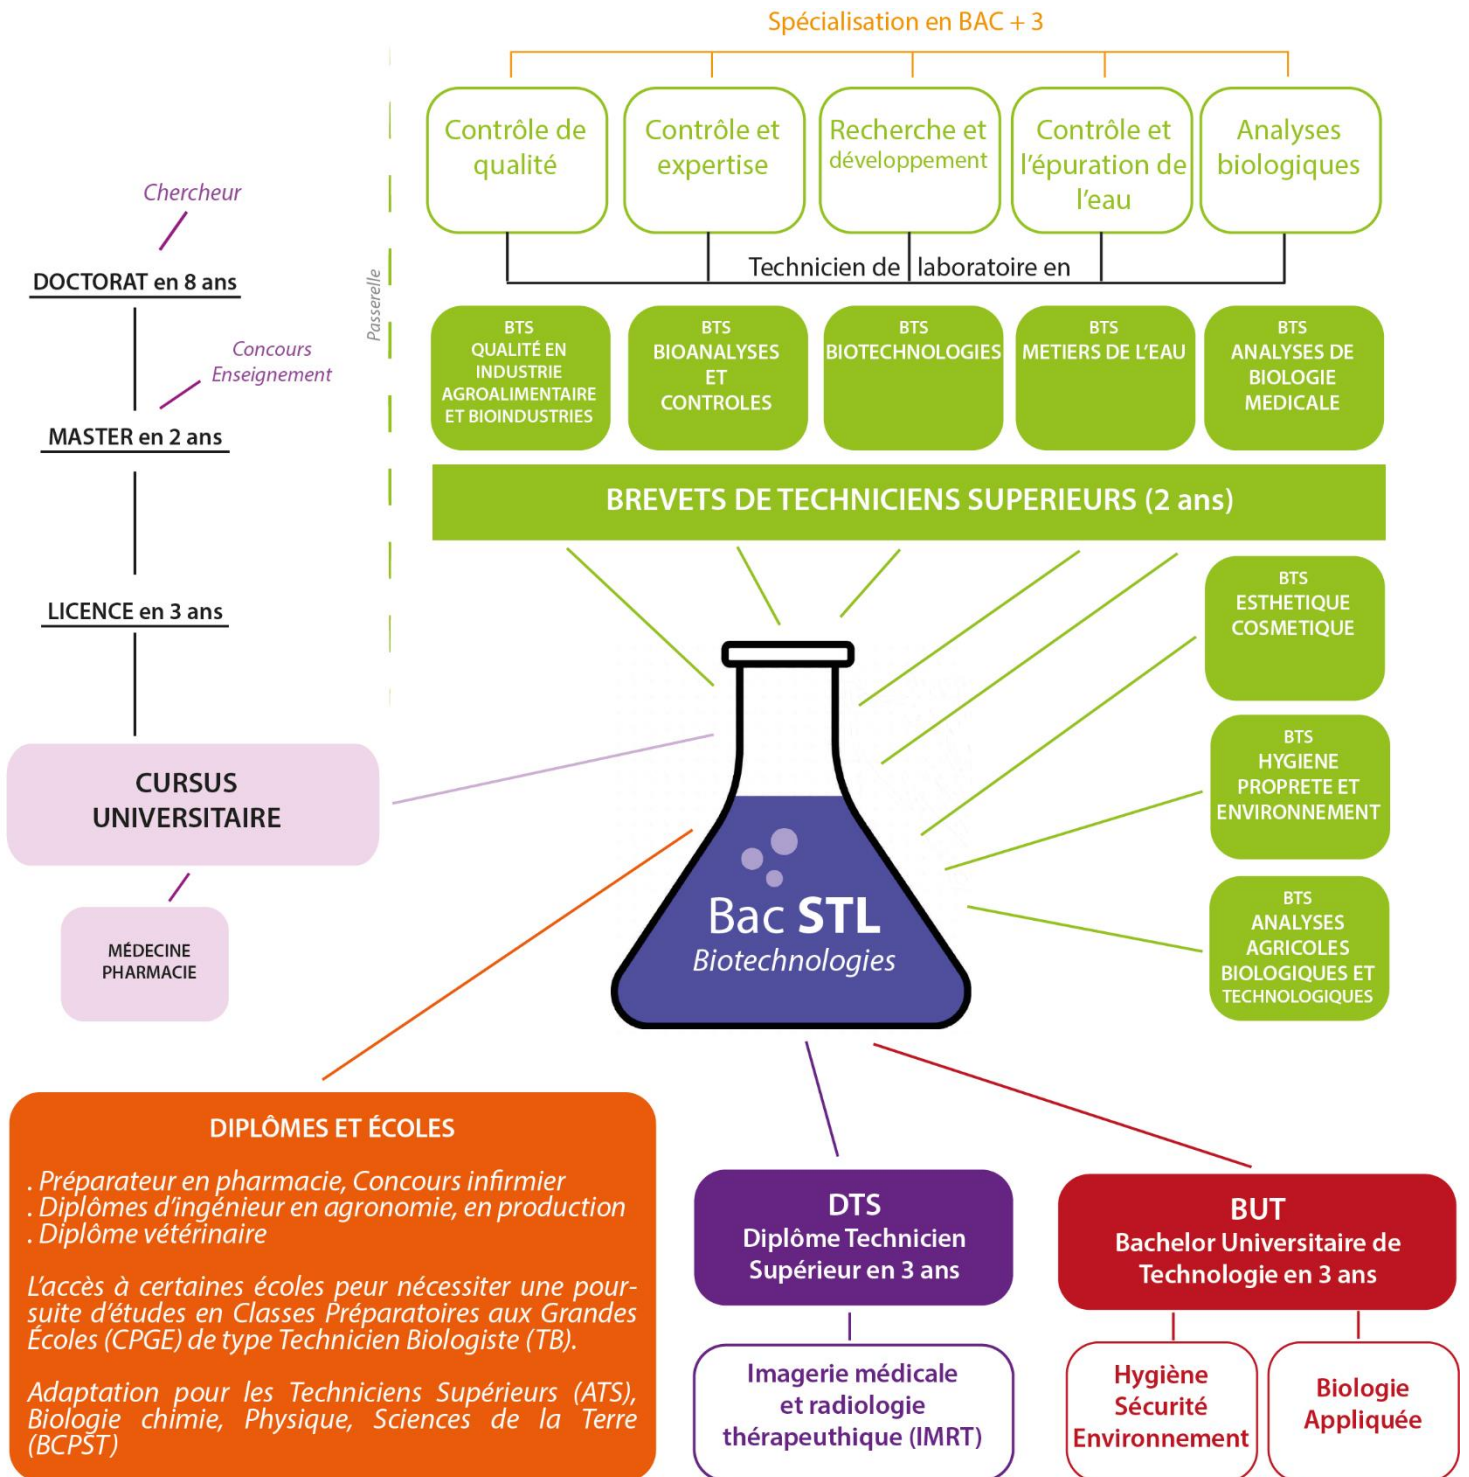 Spécialisation en BAC + 3
Contrôle de
qualité
Contrôle et
expertise
Recherche et
développement
Contrôle et
l'épuration de
l'eau
Analyses
biologiques
Technicien de laboratoire en
Chercheur
DOCTORAT en 8 ans
Concours
Enseignement
MASTER en 2 ans
LICENCE en 3 ans
CURSUS
UNIVERSITAIRE
MÉDECINE
PHARMACIE
Passerelle
BTS
QUALITÉ EN
INDUSTRIE
AGROALIMENTAIRE
ET BIOINDUSTRIES
BTS
BIOANALYSES
ET
CONTROLES
BTS
BIOTECHNOLOGIES
BTS
METIERS DE L'EAU
BTS
ANALYSES DE
BIOLOGIE
MEDICALE
BREVETS DE TECHNICIENS SUPERIEURS (2 ans)
BTS
ESTHETIQUE
COSMETIQUE
BTS
HYGIENE
PROPRETE ET
ENVIRONNEMENT
BTS
ANALYSES
AGRICOLES
BIOLOGIQUES ET
TECHNOLOGIQUES
Bac STL
Biotechnologies
DIPLÔMES ET ÉCOLES
. Préparateur en pharmacie, Concours infirmier
. Diplômes d'ingénieur en agronomie, en production
. Diplôme vétérinaire
L'accès à certaines écoles peur nécessiter une pour-
suite d'études en Classes Préparatoires aux Grandes
Écoles (CPGE) de type Technicien Biologiste (TB).
Adaptation pour les Techniciens Supérieurs (ATS),
Biologie chimie, Physique, Sciences de la Terre
(BCPST)
DTS
Diplôme Technicien
Supérieur en 3 ans
Imagerie médicale
et radiologie
thérapeuthique (IMRT)
BUT
Bachelor Universitaire de
Technologie en 3 ans
Hygiène
Sécurité
Environnement
Biologie
Appliquée